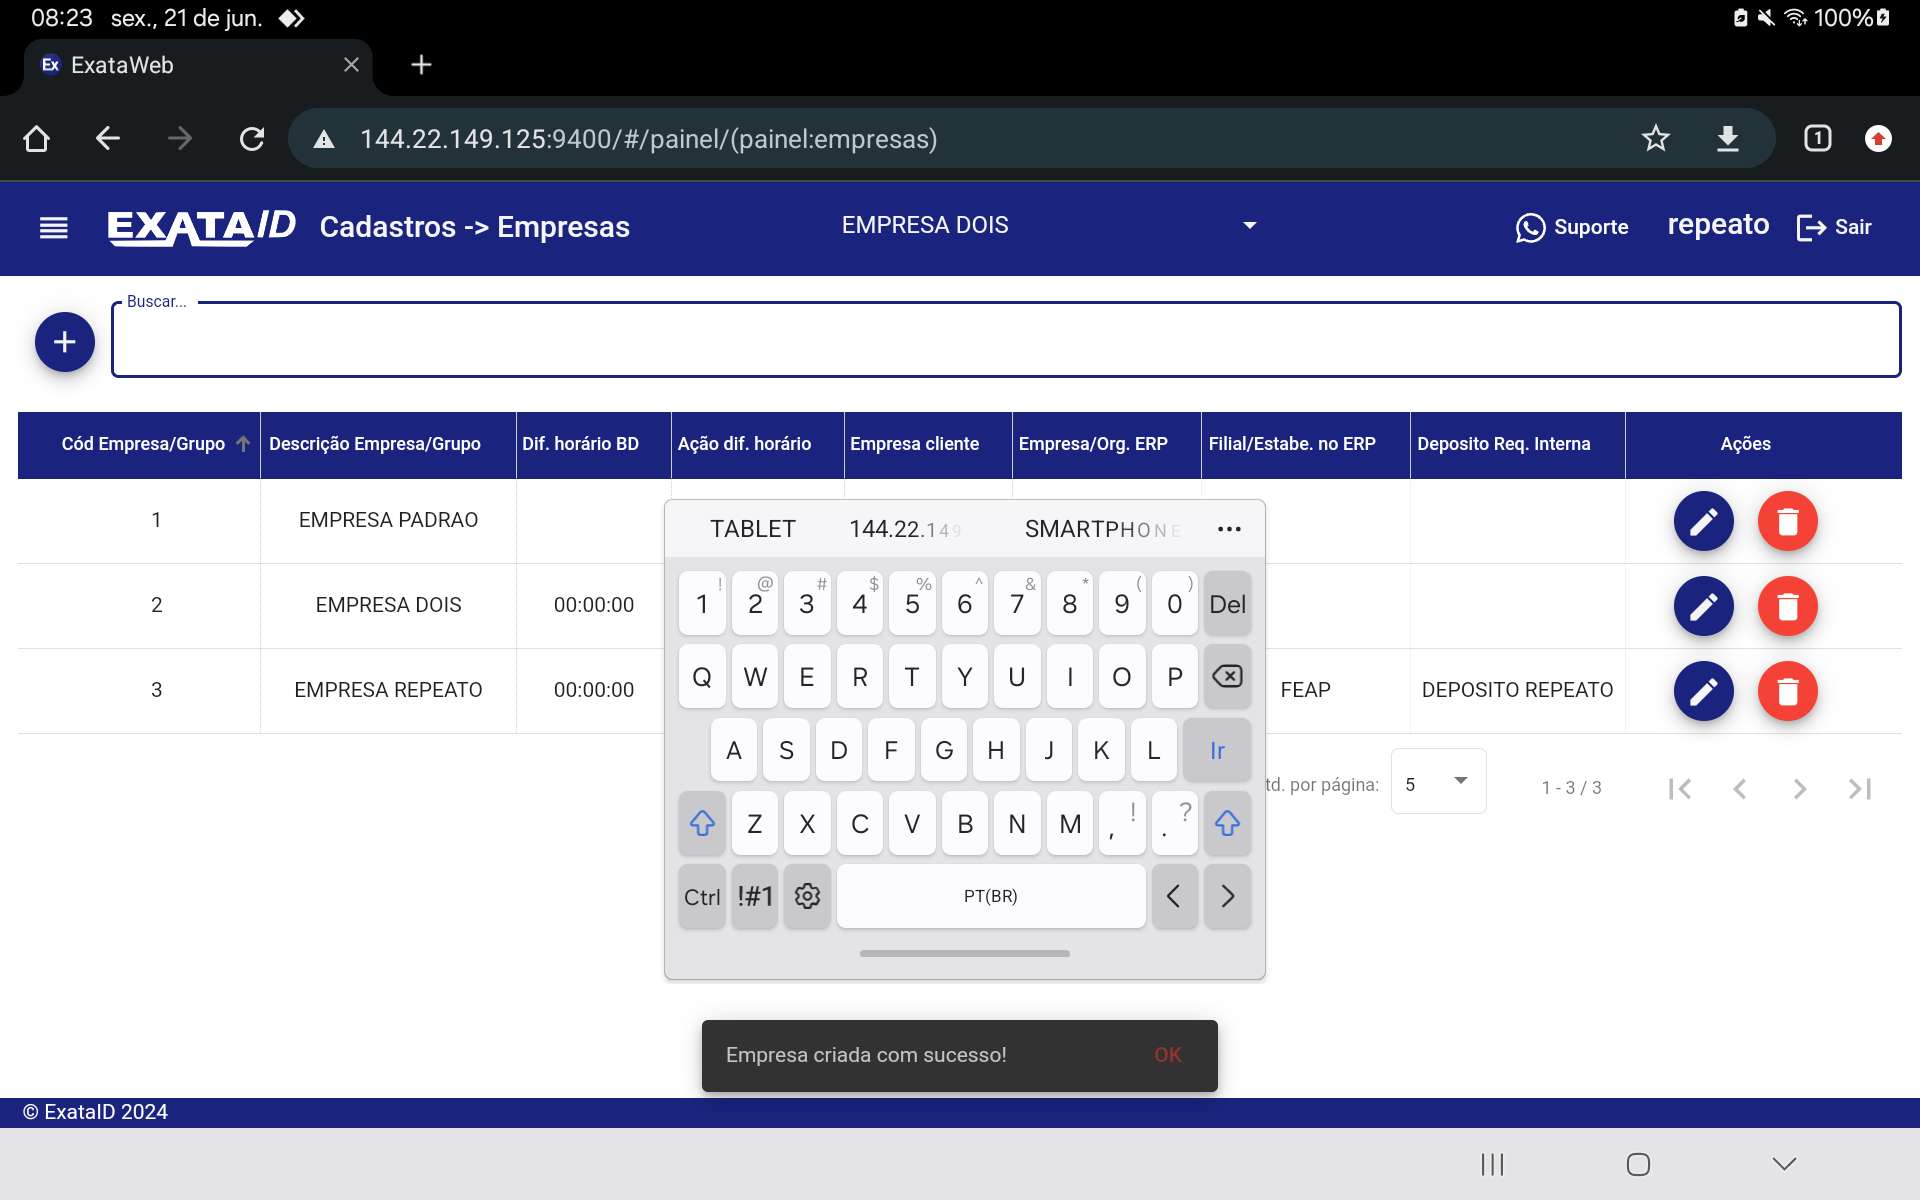 08:23 sex., 21 de jun. 100%
Ex ExataWeb
144.22.149.125:9400/#/painel/(painel:empresas) 1
EXATAID Cadastros -> Empresas EMPRESA DOIS Suporte repeato Sair
Buscar...
+
Cód Empresa/Grupo Descrição Empresa/Grupo Dif. horário BD Ação dif. horário Empresa cliente Empresa/Org. ERP Filial/Estabe. no ERP Deposito Req. Interna Ações
1 EMPRESA PADRAO
2 EMPRESA DOIS 00:00:00
3 EMPRESA REPEATO 00:00:00 FEAP DEPOSITO REPEATO
td. por página: 5 1 - 3 / 3
TABLET 144.22.149 SMARTPHONE •••
! @ # $ % ^ & * ( )
1 2 3 4 5 6 7 8 9 0 Del
Q W E R T Y U I O P
A S D F G H J K L Ir
Z X C V B N M , ! . ?
Ctrl !#1 PT(BR) < >
Empresa criada com sucesso! OK
© ExataID 2024